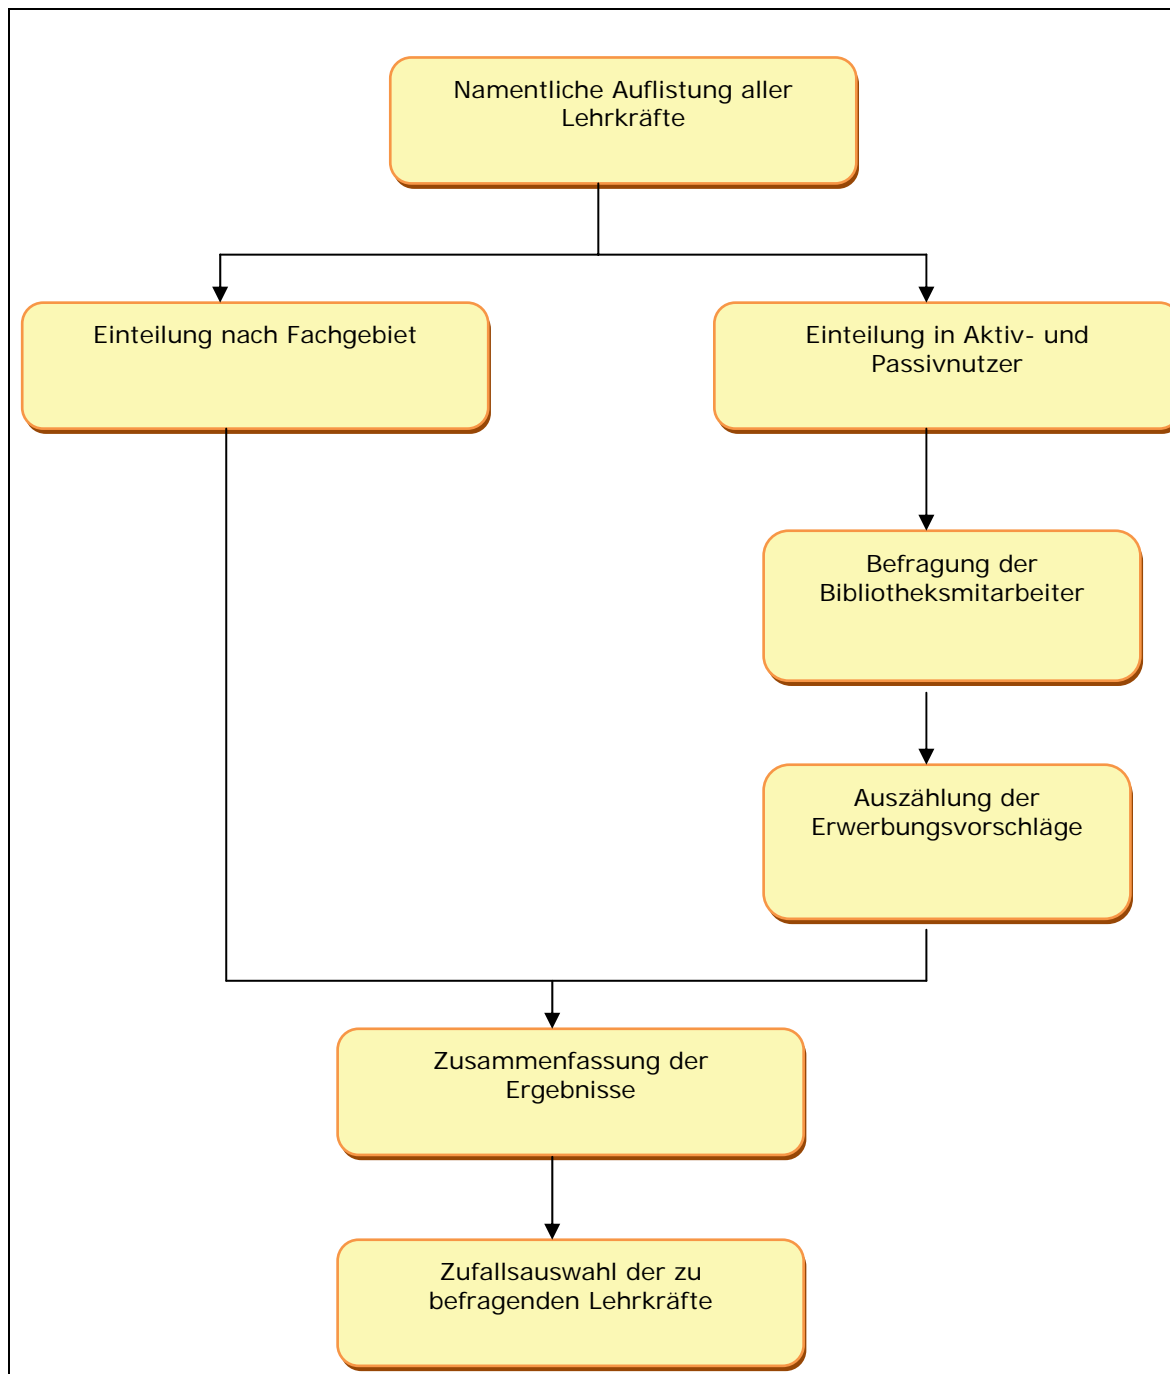 Namentliche Auflistung aller
Lehrkräfte
Einteilung nach Fachgebiet
Einteilung in Aktiv- und
Passivnutzer
Befragung der
Bibliotheksmitarbeiter
Auszählung der
Erwerbungsvorschläge
Zusammenfassung der
Ergebnisse
Zufallsauswahl der zu
befragenden Lehrkräfte